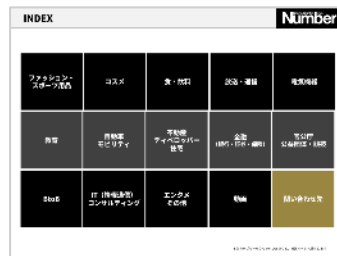 INDEX
Number
ファッション・
スポーツ用品
コスメ
食・飲料
放送・通信
電気機器
教育
自動車
モビリティ
不動産
ディベロッパー
住宅
金融
官公庁
BtoB
IT（情報通信）
コンサルティング
エンタメ
その他
動画
問い合わせ先